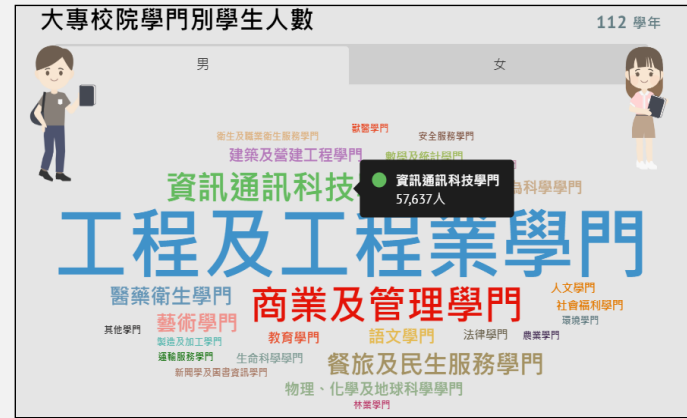 大專校院學門別學生人數
112 學年
男
女
獸醫學門
衛生及職業衛生服務學門
安全服務學門
建築及營建工程學門
數學及統計學門
資訊通訊科技
資訊通訊科技學門
57,637人
為科學學門
工程及工程業學門
醫藥衛生學門
商業及管理學門
人文學門
社會福利學門
環境學門
其他學門
藝術學門
製造及加工學門
教育學門
語文學門
法律學門
農業學門
運輸服務學門
生命科學學門
餐旅及民生服務學門
新聞學及圖書資訊學門
物理、化學及地球科學學門
林業學門